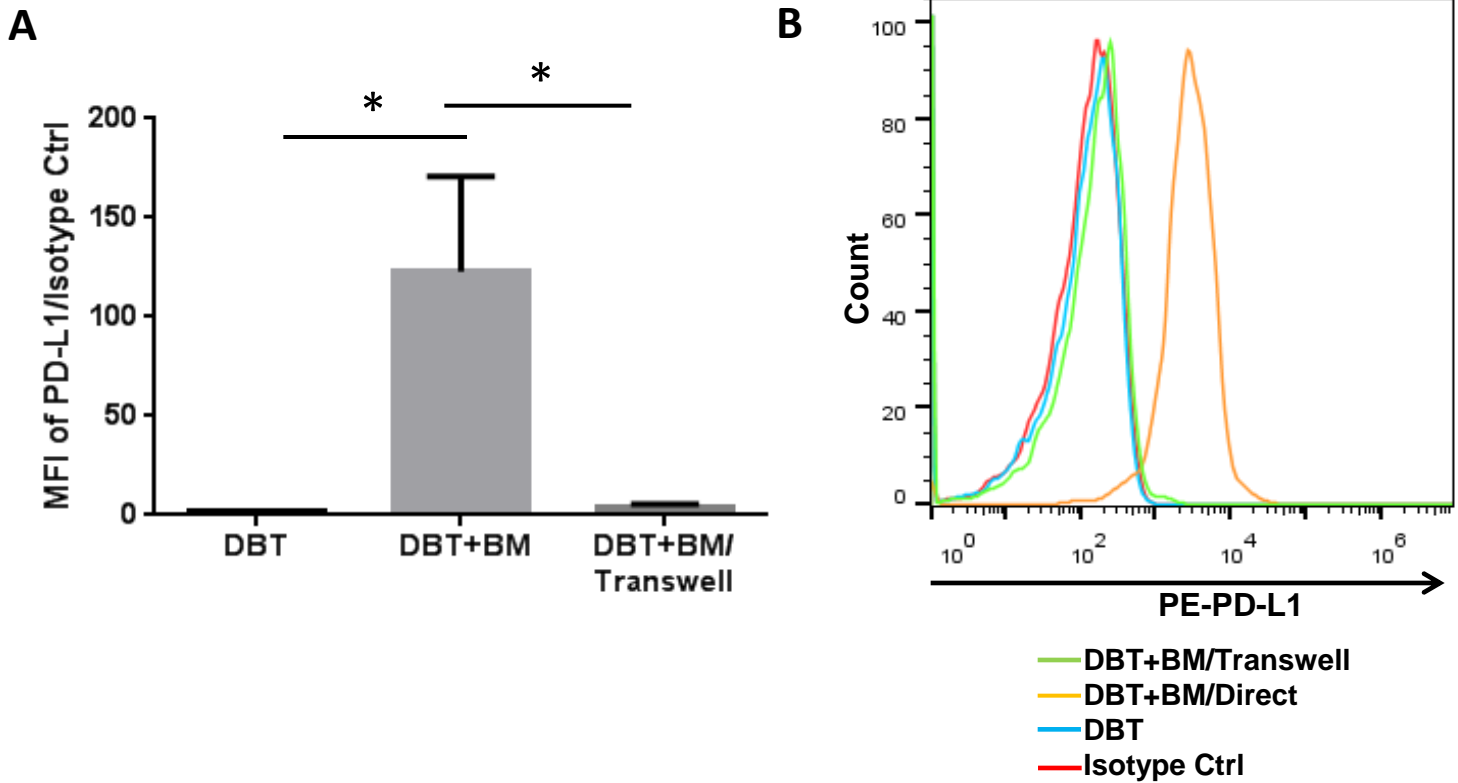 A
*
*
MFI of PD-L1/Isotype Ctrl
200
150
100
50
0
DBT
DBT+BM
DBT+BM/
Transwell
B
Count
100
80
60
40
20
0
10^0
10^2
10^4
10^6
PE-PD-L1
DBT+BM/Transwell
DBT+BM/Direct
DBT
Isotype Ctrl